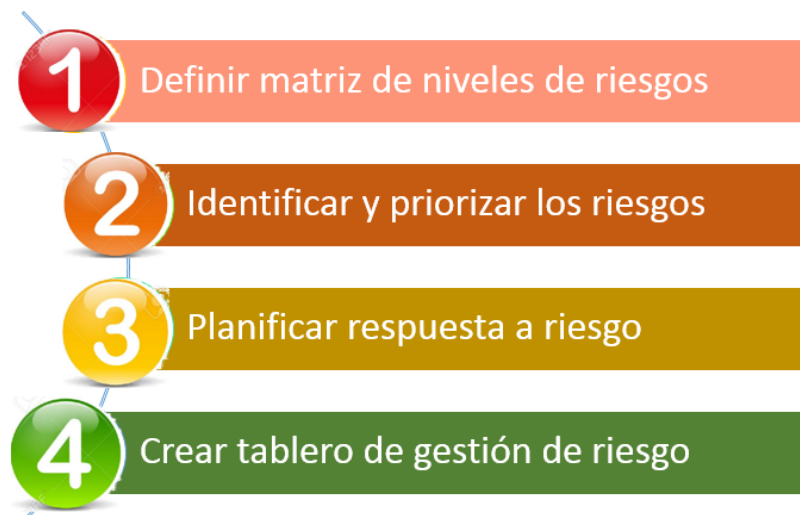 1 Definir matriz de niveles de riesgos
2 Identificar y priorizar los riesgos
3 Planificar respuesta a riesgo
4 Crear tablero de gestión de riesgo